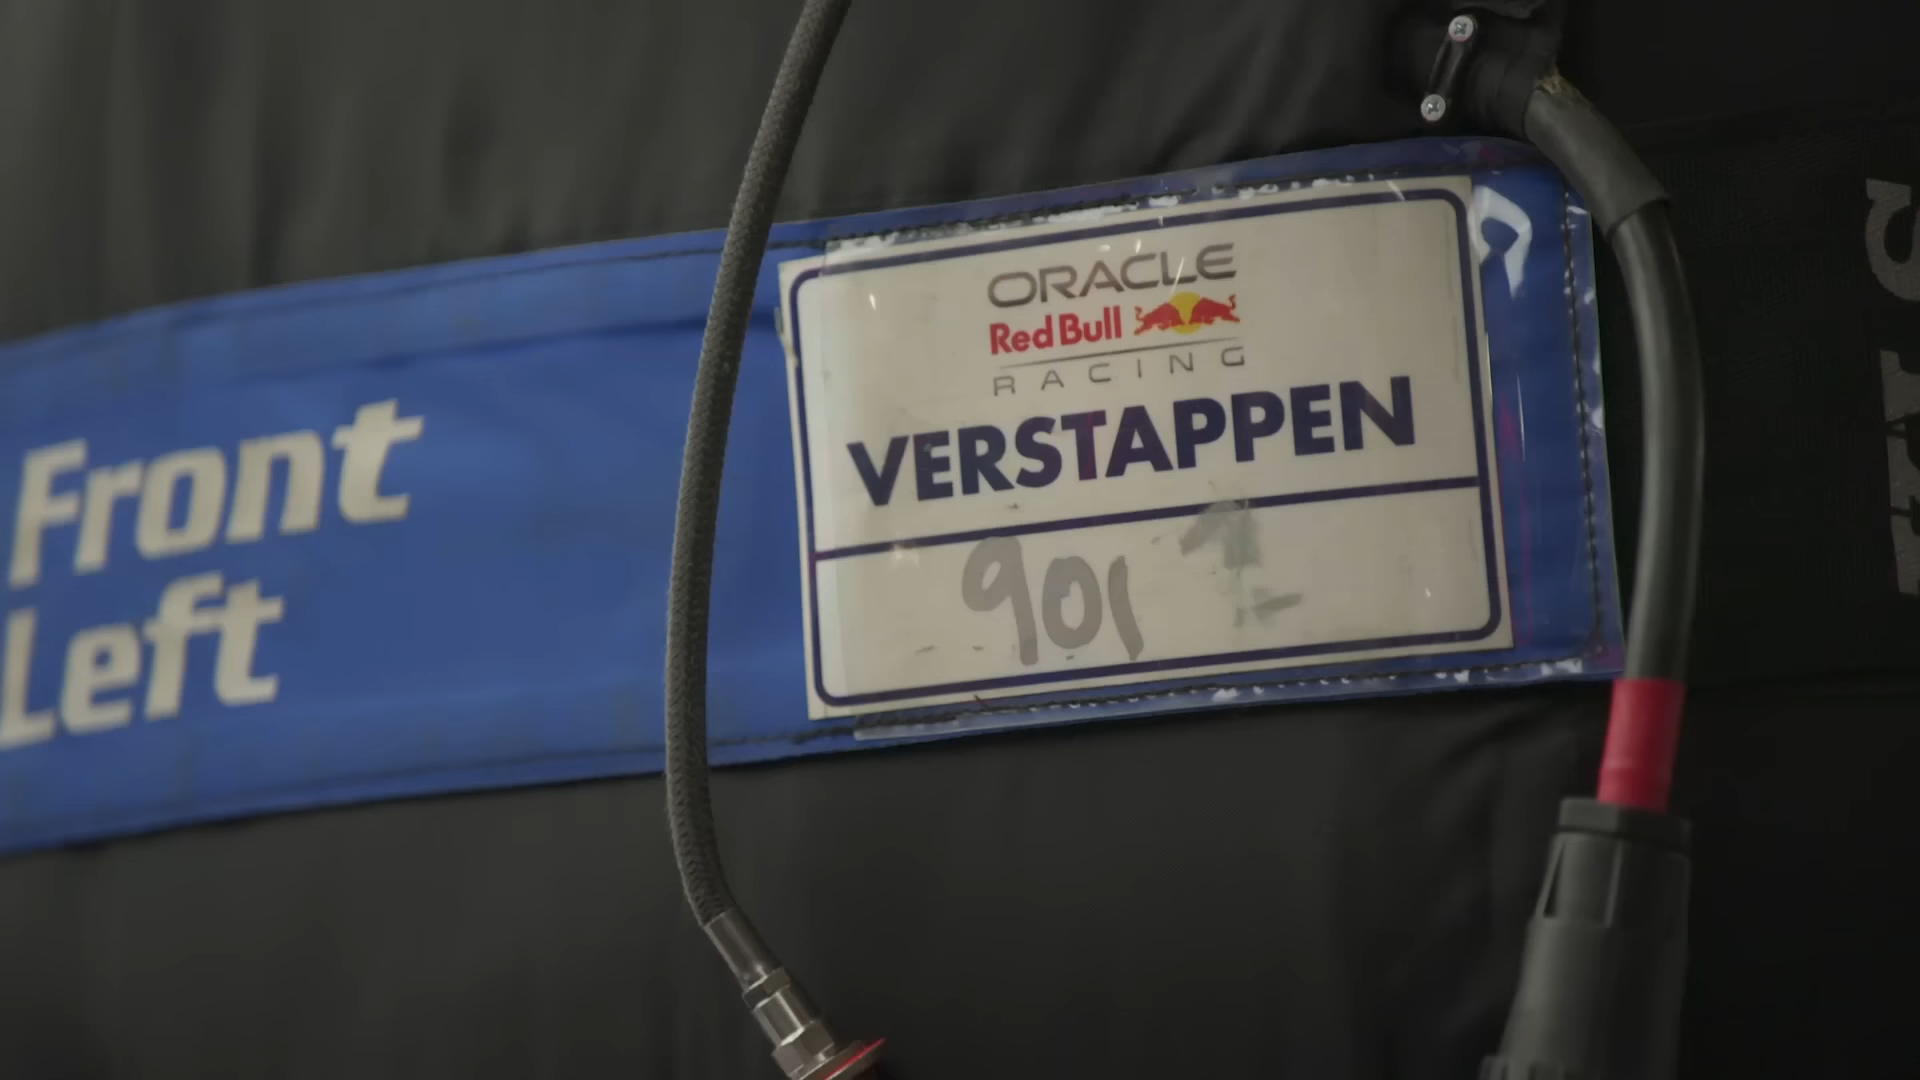 Front
Left
ORACLE
Red Bull
RACING
VERSTAPPEN
901